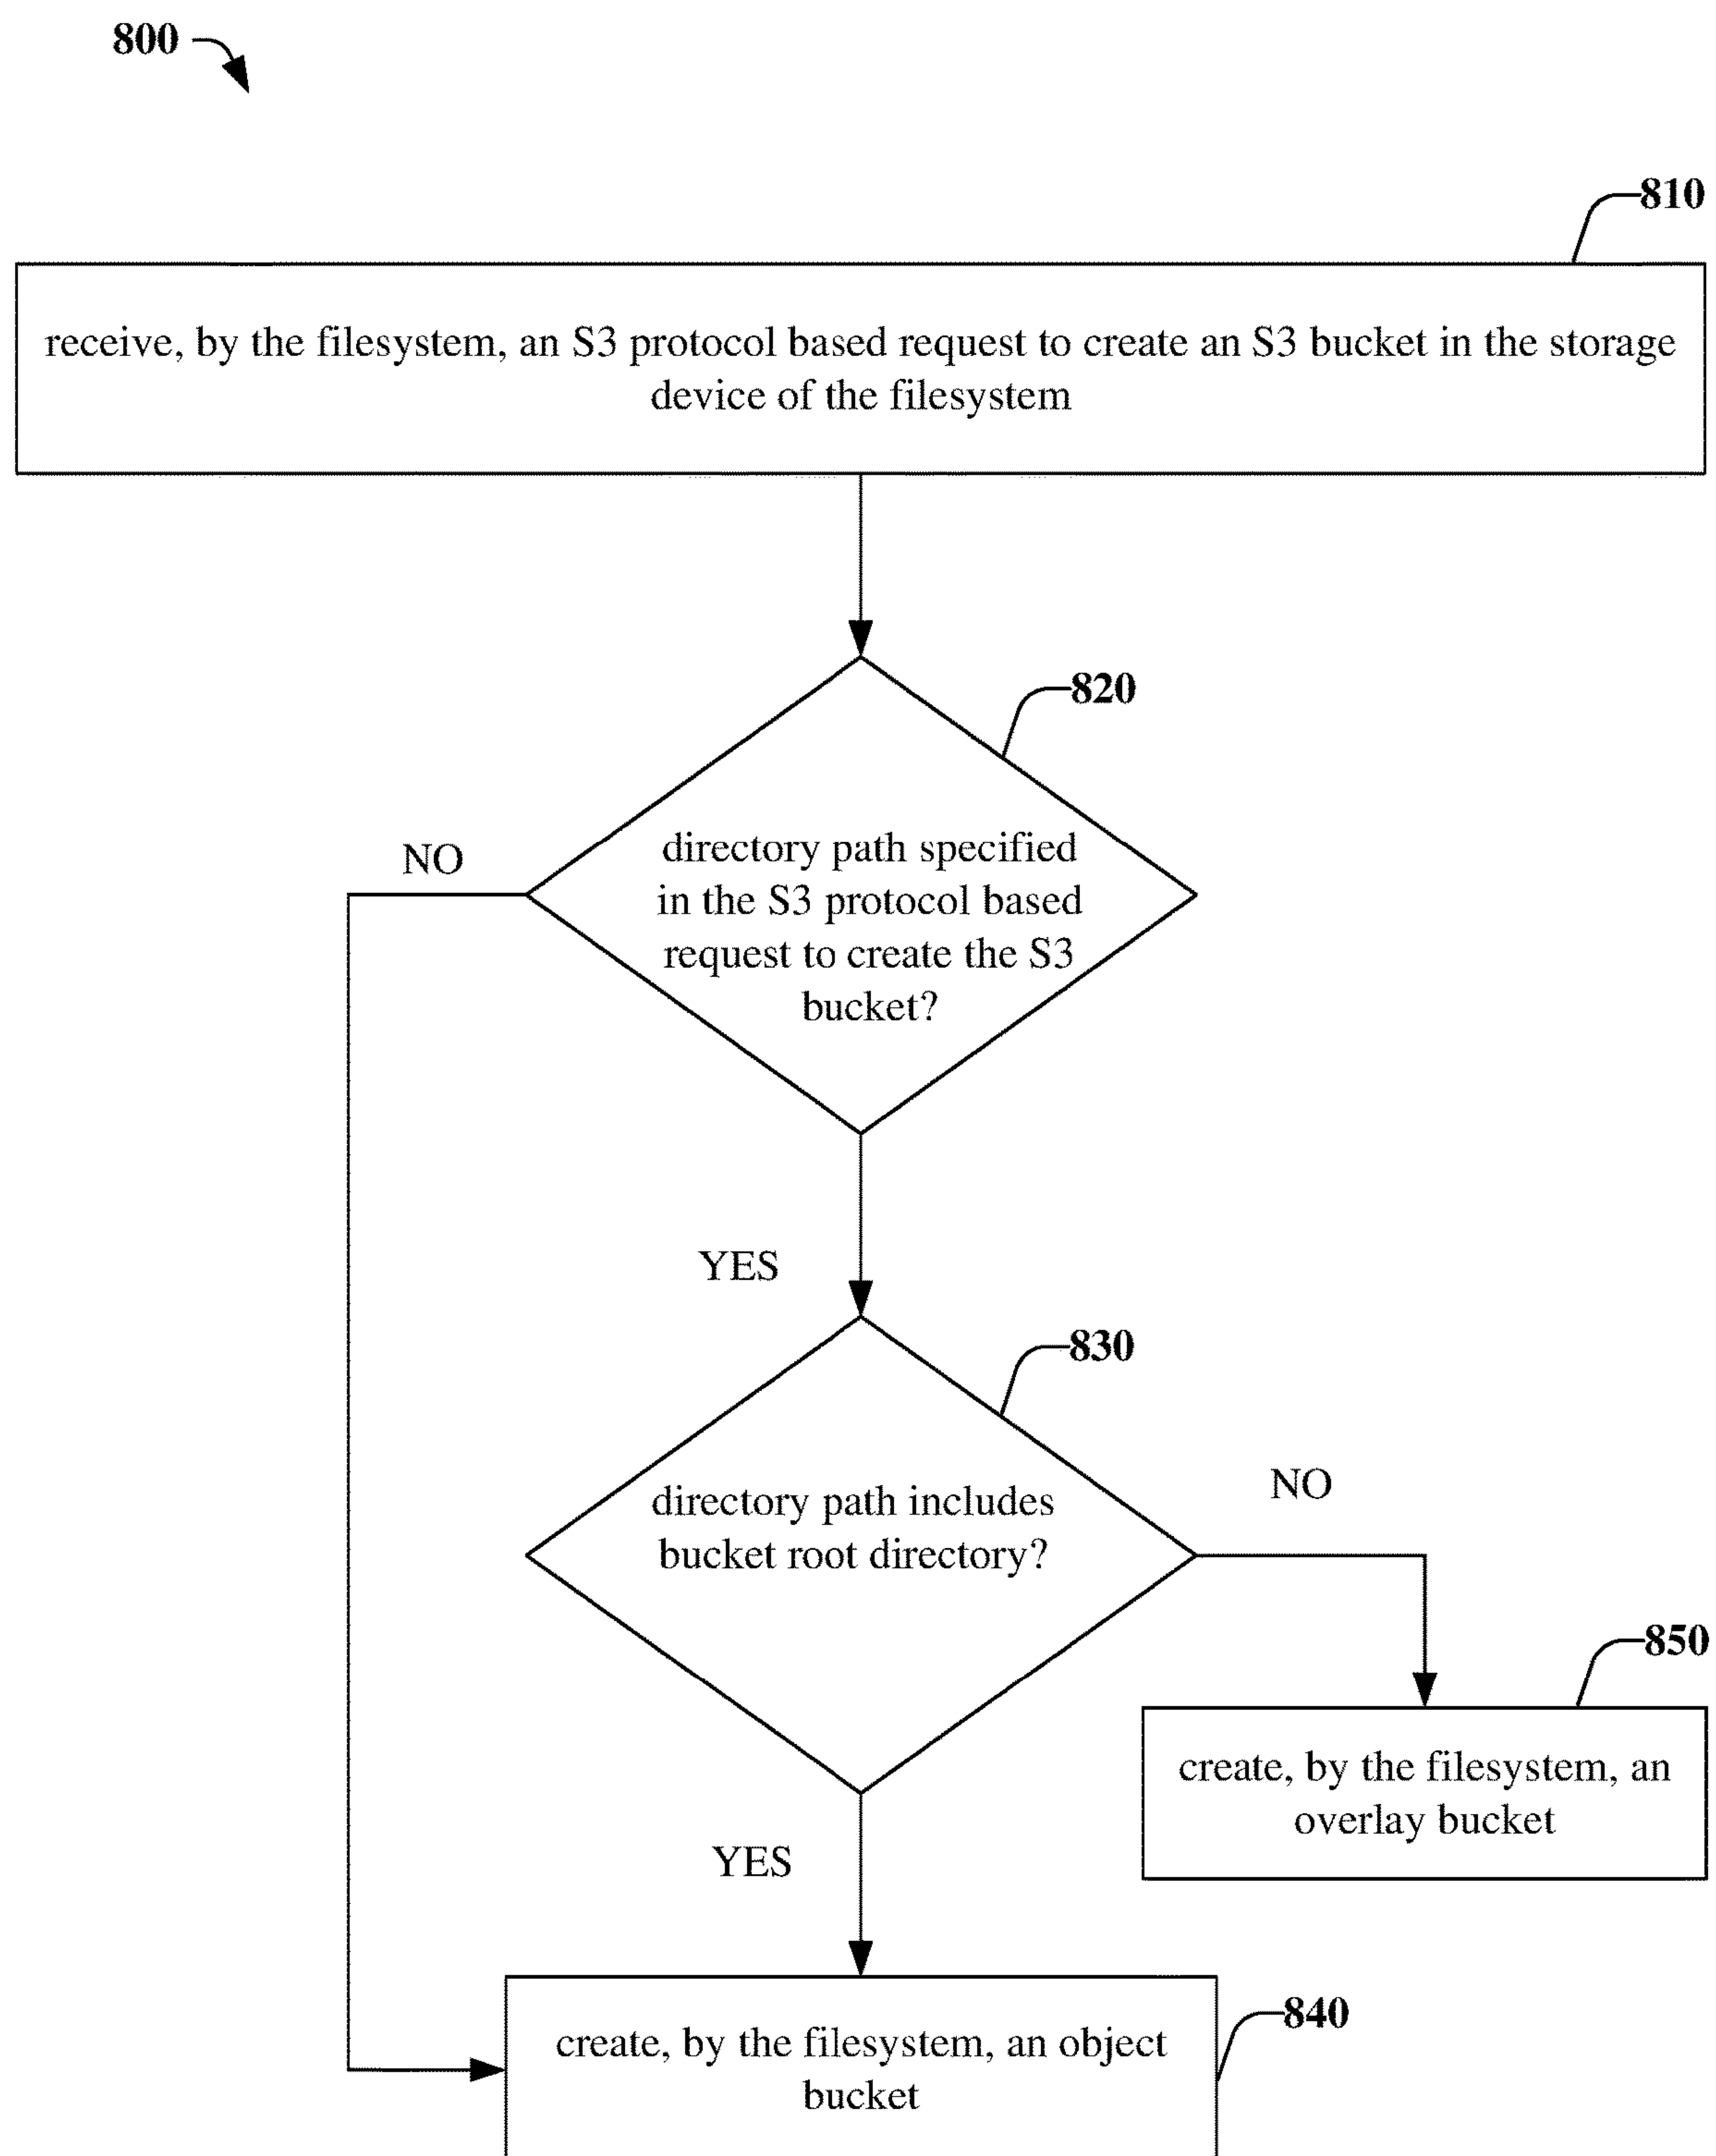 800
810
receive, by the filesystem, an S3 protocol based request to create an S3 bucket in the storage
device of the filesystem
820
NO
directory path specified
in the S3 protocol based
request to create the S3
bucket?
YES
830
directory path includes
bucket root directory?
NO
850
create, by the filesystem, an
overlay bucket
YES
840
create, by the filesystem, an object
bucket